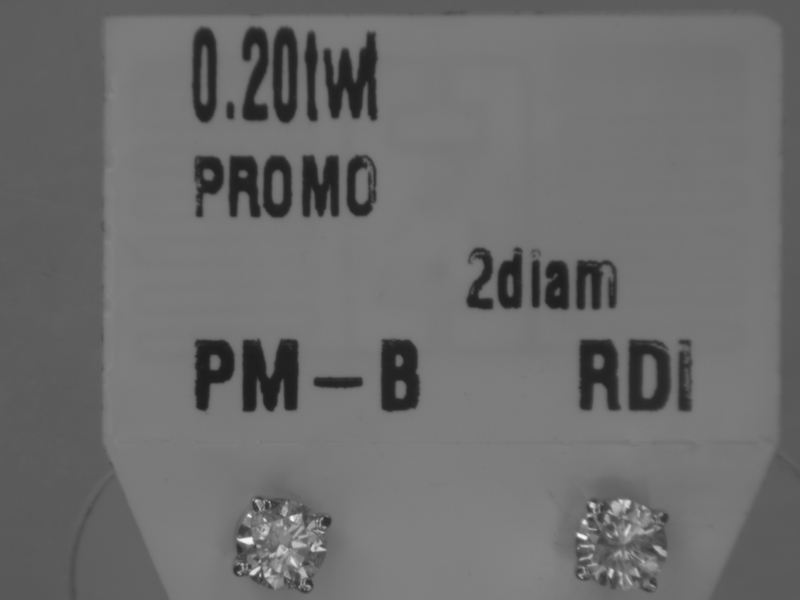 0.20twt
PROMO
2diam
PM-B RDI